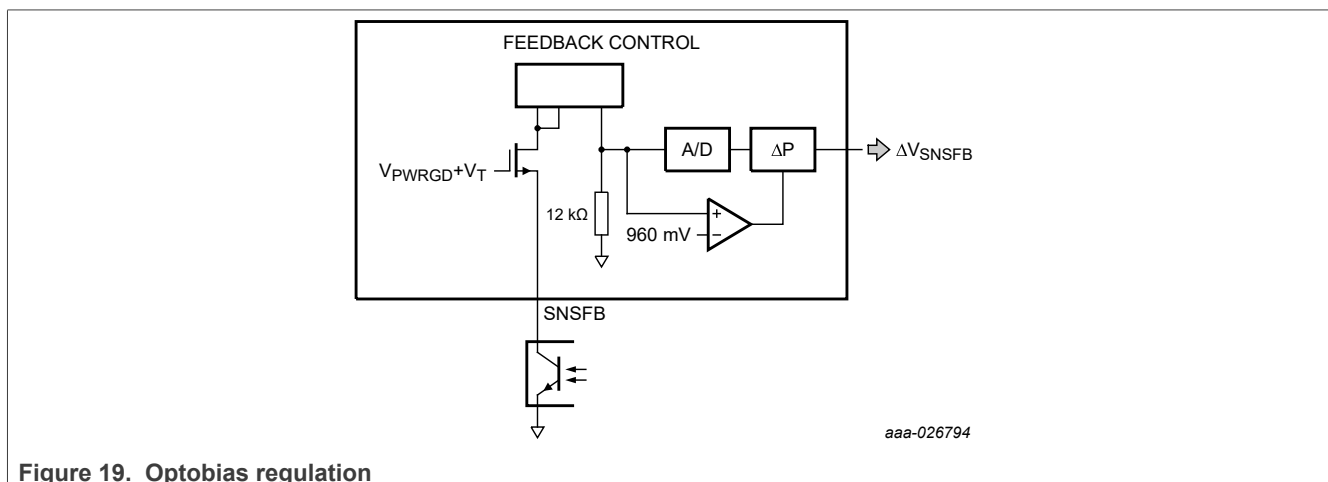 FEEDBACK CONTROL
A/D
ΔP
ΔVSNSFB
VPWRGD+VT
12 kΩ
+
960 mV
−
SNSFB
aaa-026794
Figure 19. Optobias regulation